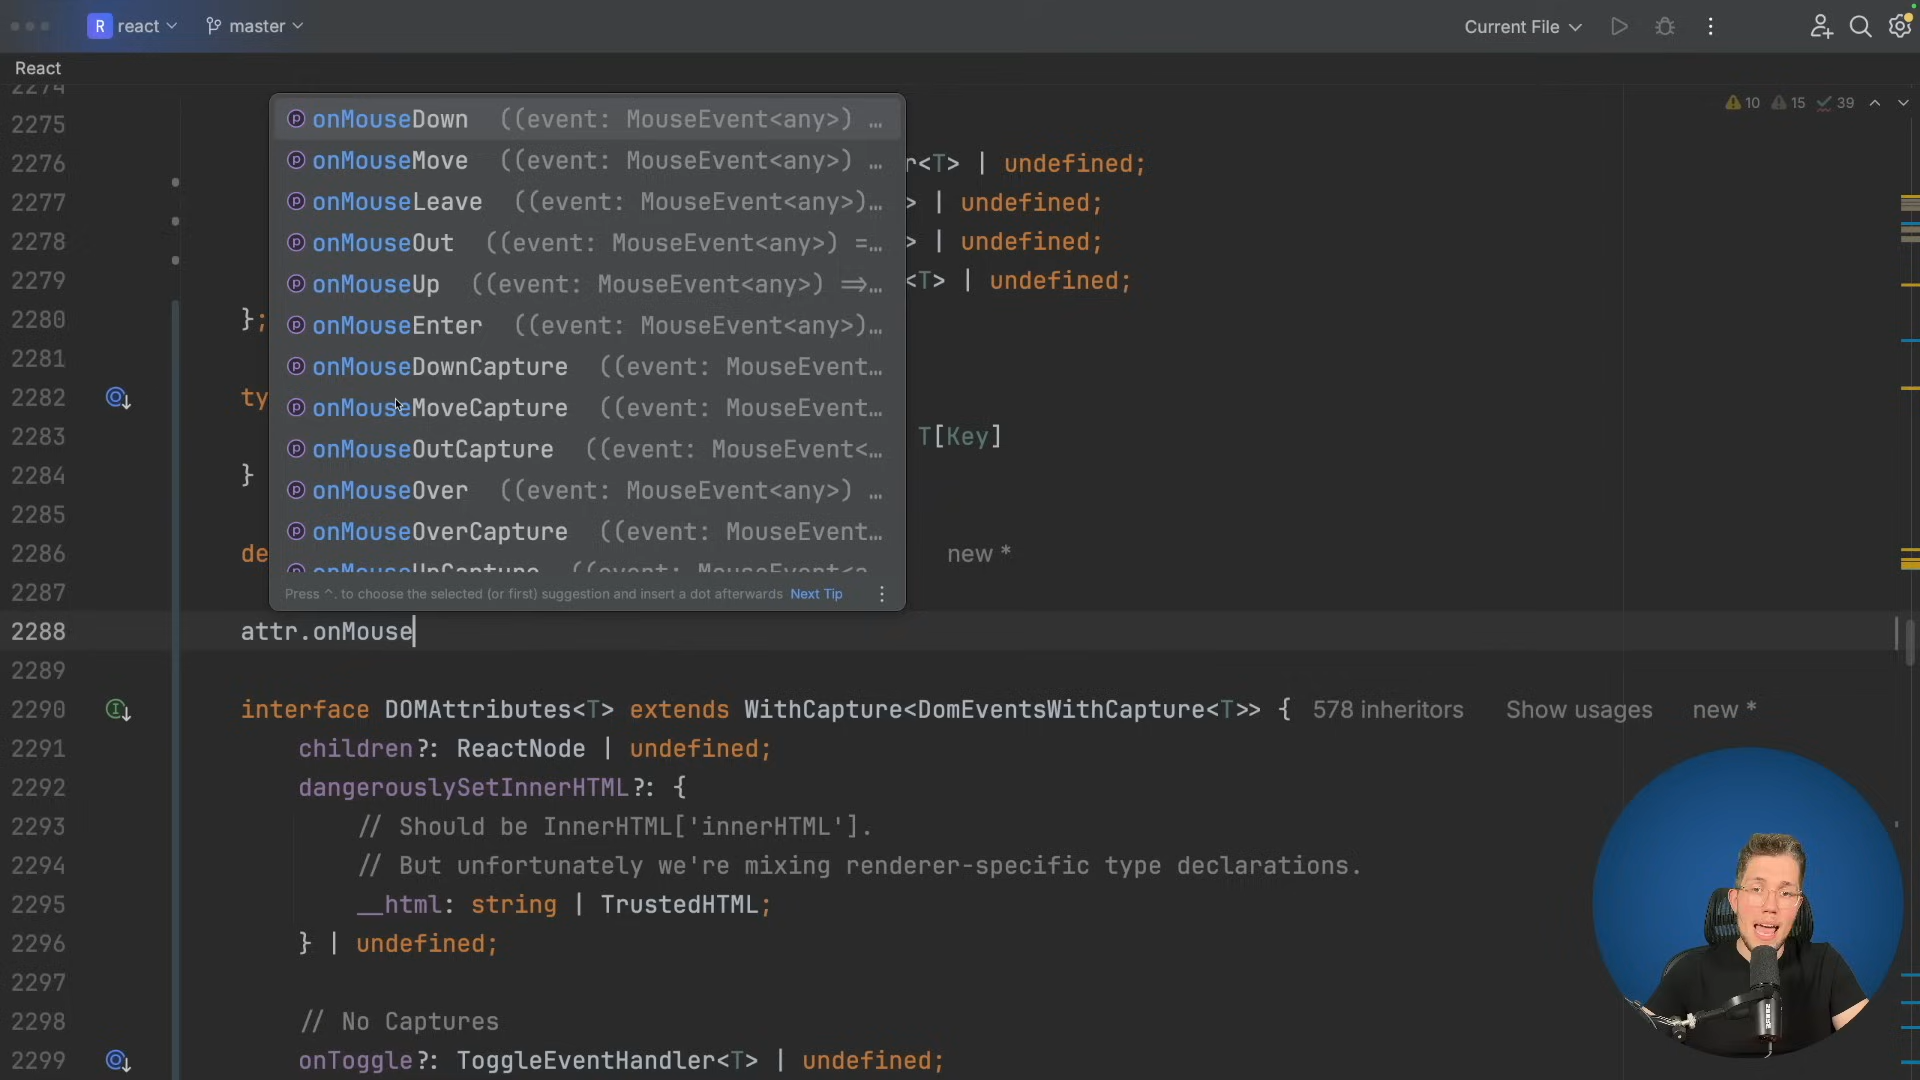 R react master Current File
React
2274
10 15 39
2275
2276 r<T> | undefined;
2277 > | undefined;
2278 > | undefined;
2279 <T> | undefined;
2280 };
2281
2282 ty
2283 T[Key]
2284 }
2285
2286 de new *
2287
onMouseDown ((event: MouseEvent<any>) …
onMouseMove ((event: MouseEvent<any>) …
onMouseLeave ((event: MouseEvent<any>)…
onMouseOut ((event: MouseEvent<any>) =…
onMouseUp ((event: MouseEvent<any>) =>…
onMouseEnter ((event: MouseEvent<any>)…
onMouseDownCapture ((event: MouseEvent…
onMouseMoveCapture ((event: MouseEvent…
onMouseOutCapture ((event: MouseEvent<…
onMouseOver ((event: MouseEvent<any>) …
onMouseOverCapture ((event: MouseEvent…
onMouseUpCapture ((event: MouseEvent<a
Press ^. to choose the selected (or first) suggestion and insert a dot afterwards Next Tip
2288 attr.onMouse
2289
2290 interface DOMAttributes<T> extends WithCapture<DomEventsWithCapture<T>> { 578 inheritors Show usages new *
2291 children?: ReactNode | undefined;
2292 dangerouslySetInnerHTML?: {
2293 // Should be InnerHTML['innerHTML'].
2294 // But unfortunately we're mixing renderer-specific type declarations.
2295 __html: string | TrustedHTML;
2296 } | undefined;
2297
2298 // No Captures
2299 onToggle?: ToggleEventHandler<T> | undefined;